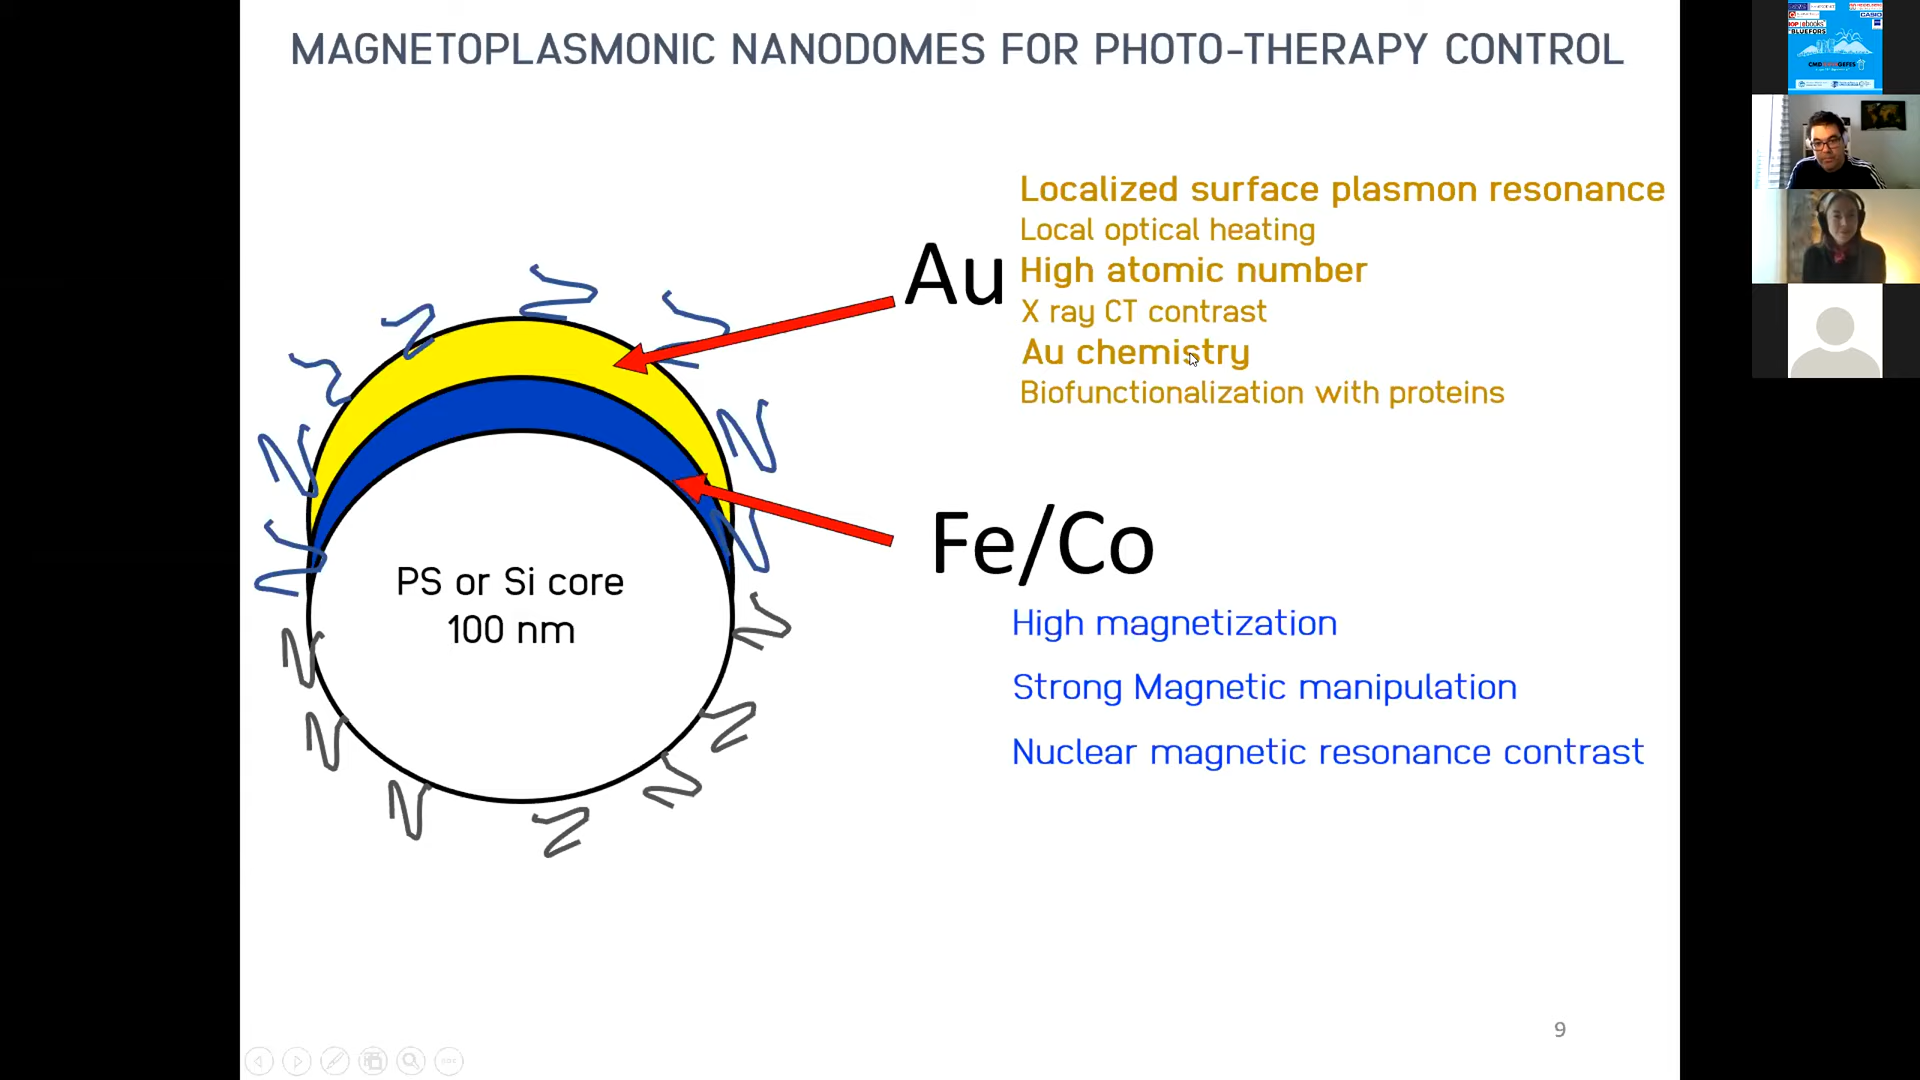 MAGNETOPLASMONIC NANODOMES FOR PHOTO-THERAPY CONTROL
Au
Localized surface plasmon resonance
Local optical heating
High atomic number
X ray CT contrast
Au chemistry
Biofunctionalization with proteins
Fe/Co
High magnetization
Strong Magnetic manipulation
Nuclear magnetic resonance contrast
PS or Si core
100 nm
9
CASIO
BLUEFORS